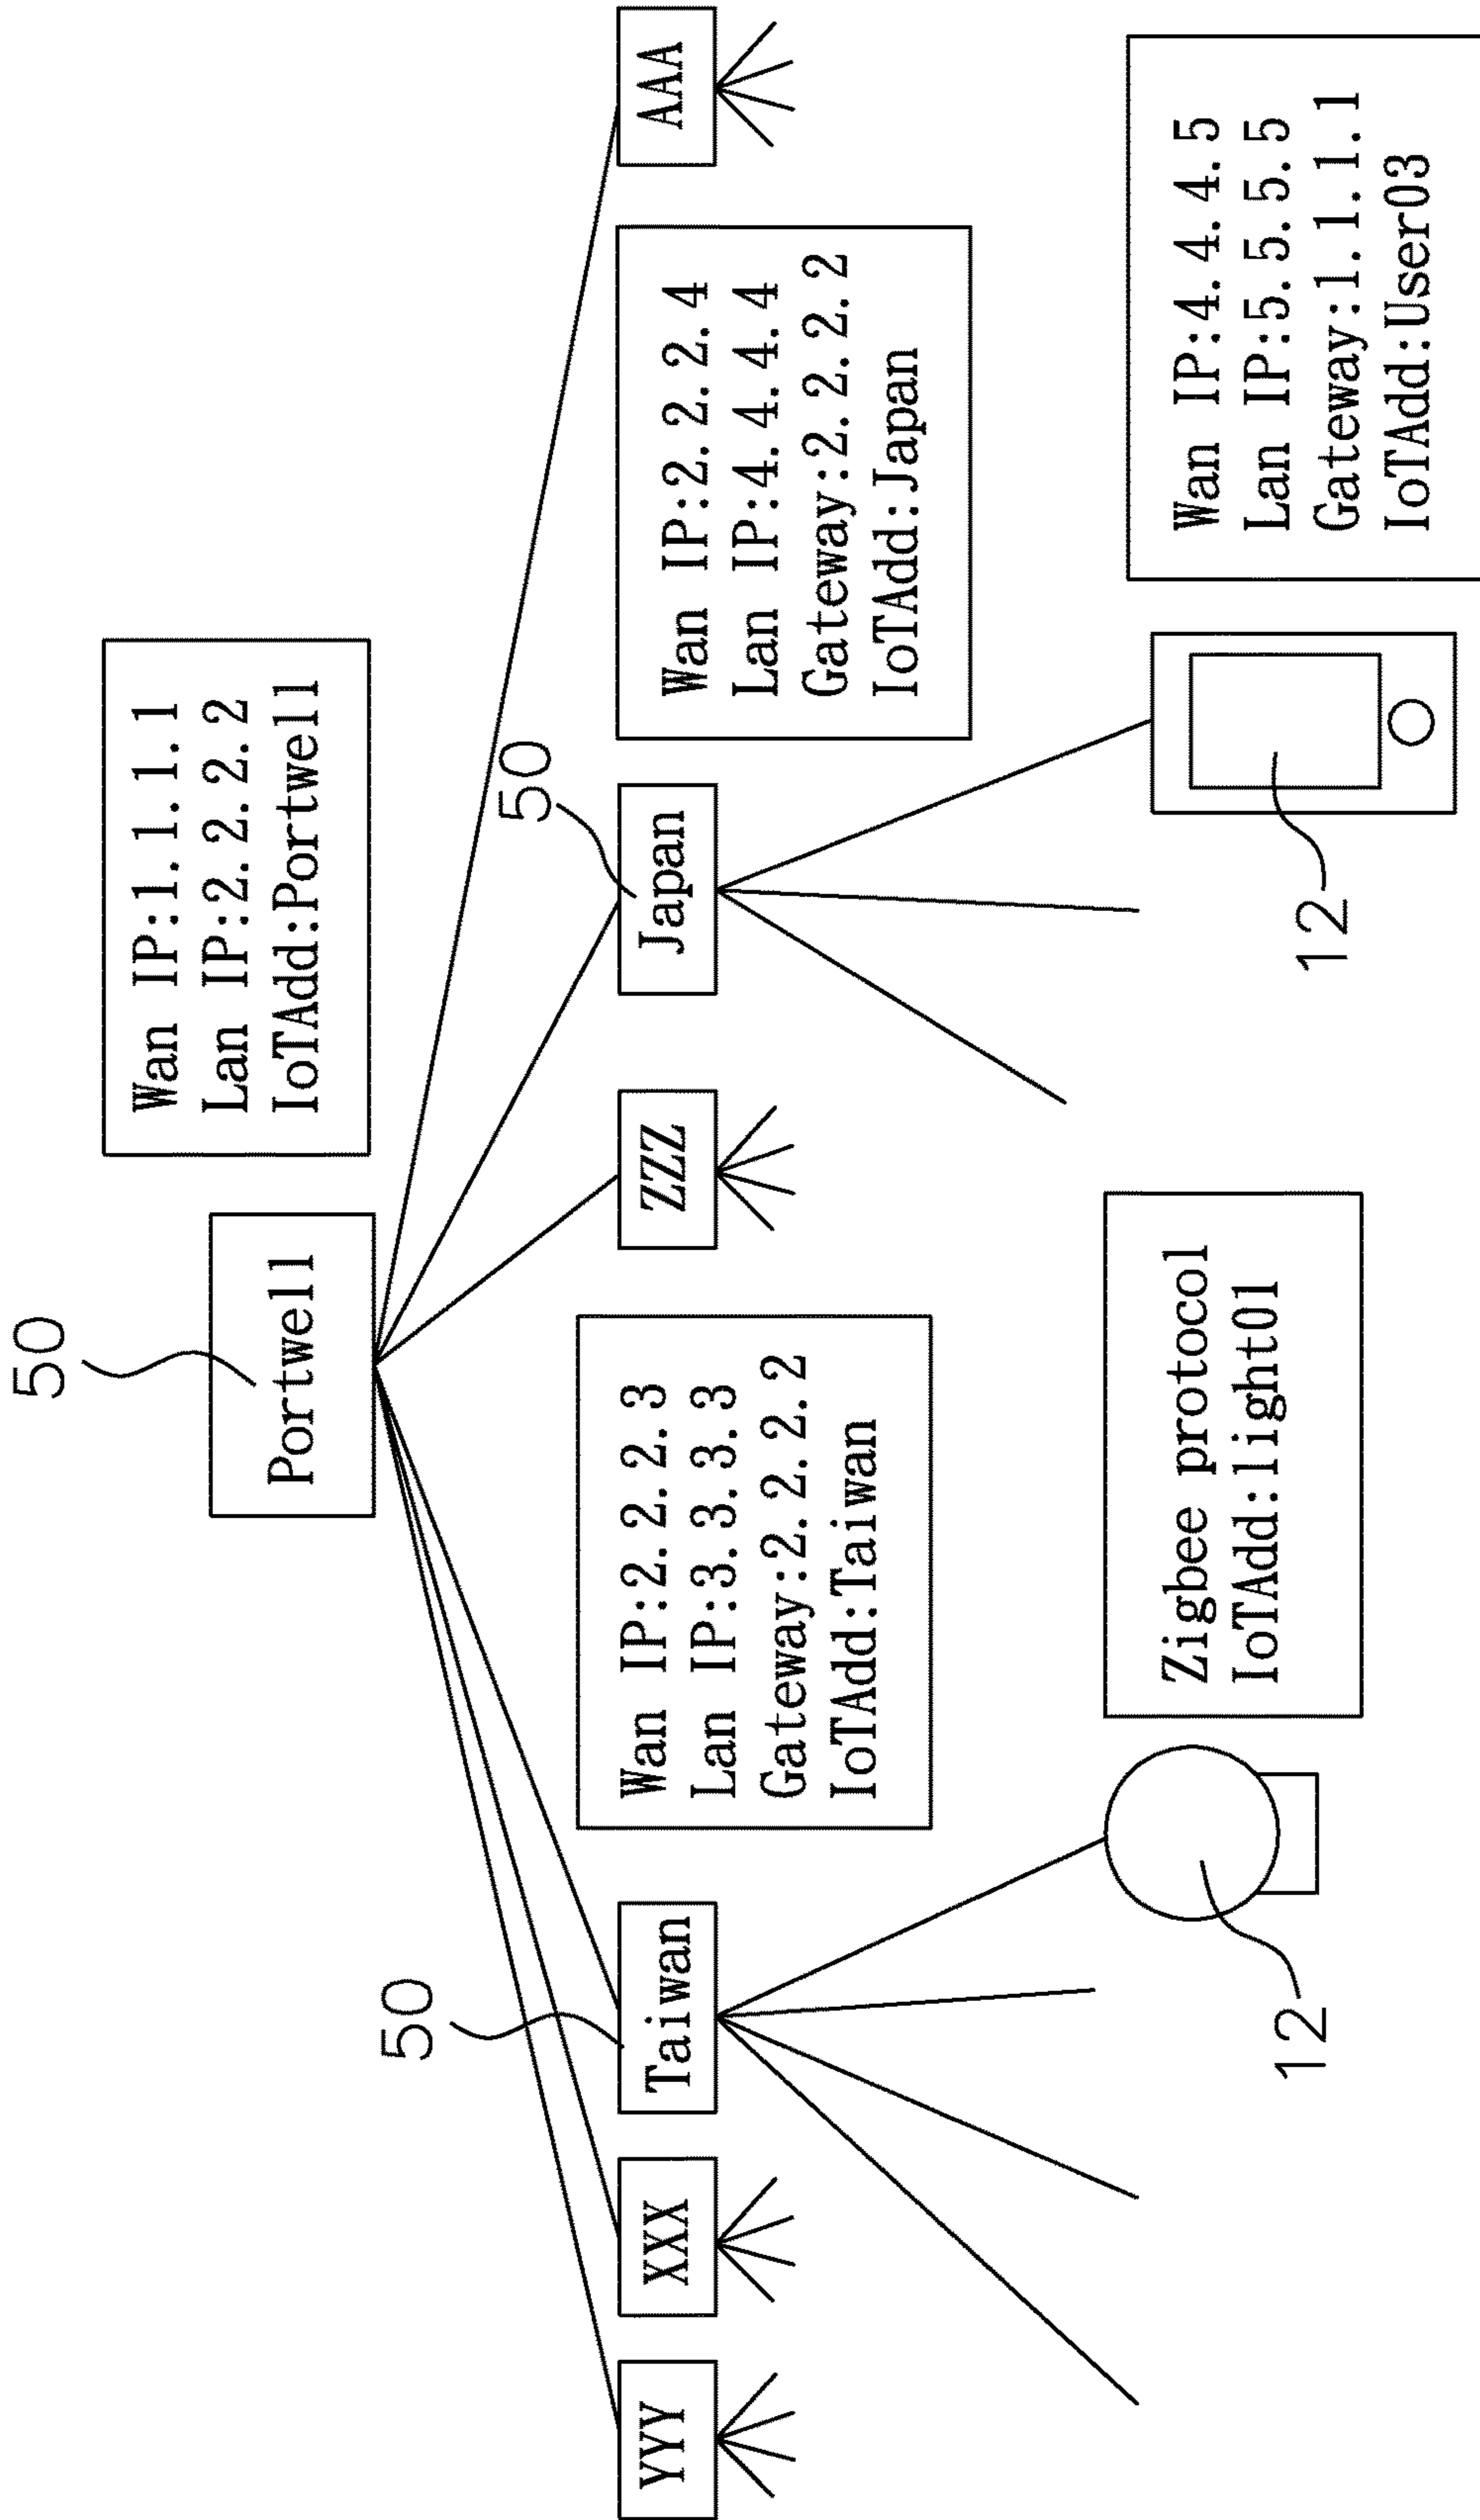 50
Portwell
Wan IP:1.1.1.1
Lan IP:2.2.2.2
IoTAdd:Portwell
50
50
YYY
XXX
Taiwan
Wan IP:2.2.2.3
Lan IP:3.3.3.3
Gateway:2.2.2.2
IoTAdd:Taiwan
ZZZ
Japan
Wan IP:2.2.2.4
Lan IP:4.4.4.4
Gateway:2.2.2.2
IoTAdd:Japan
AAA
12
Zigbee protocol
IoTAdd:light01
12
Wan IP:4.4.4.5
Lan IP:5.5.5.5
Gateway:1.1.1.1
IoTAdd:User03